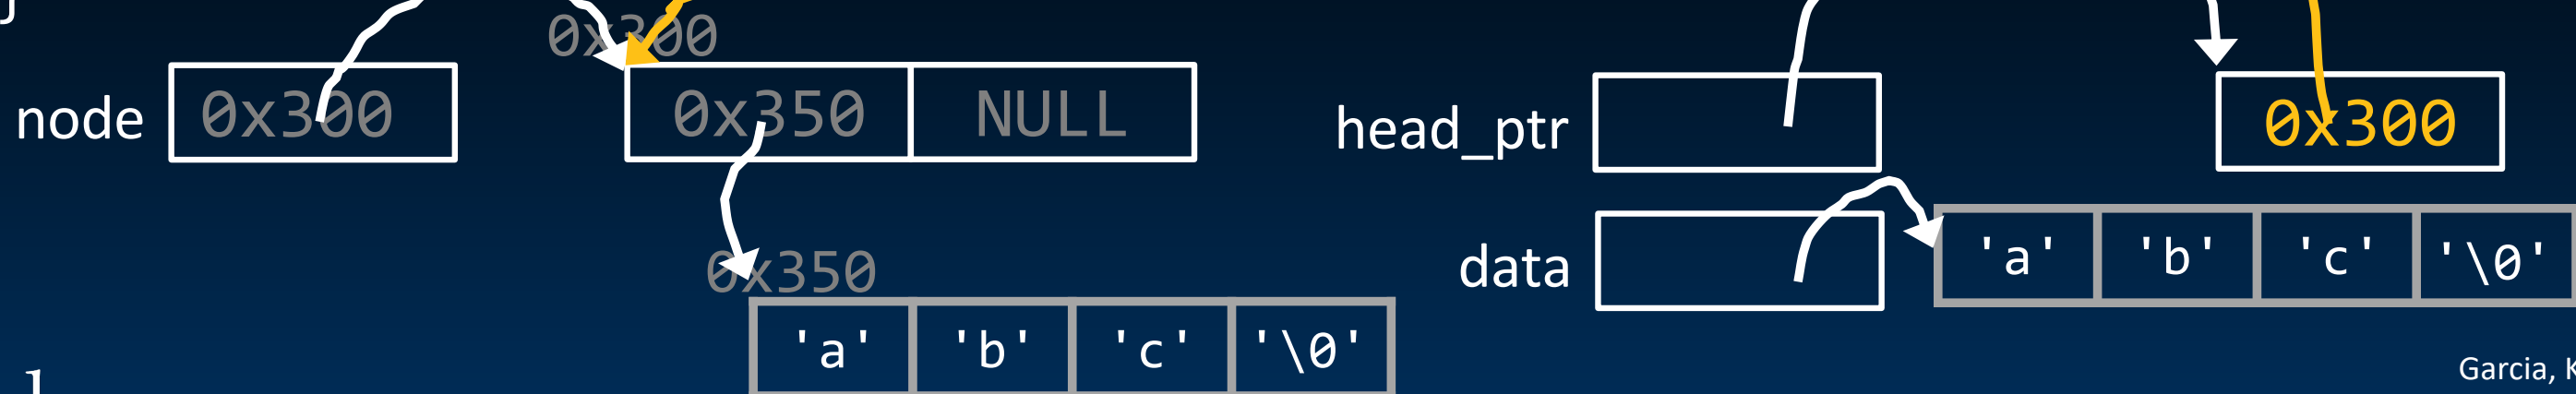 }
0x300
node 0x300 0x350 NULL head_ptr 0x300
0x350 data 'a' 'b' 'c' '\0'
'a' 'b' 'c' '\0'
Garcia, K